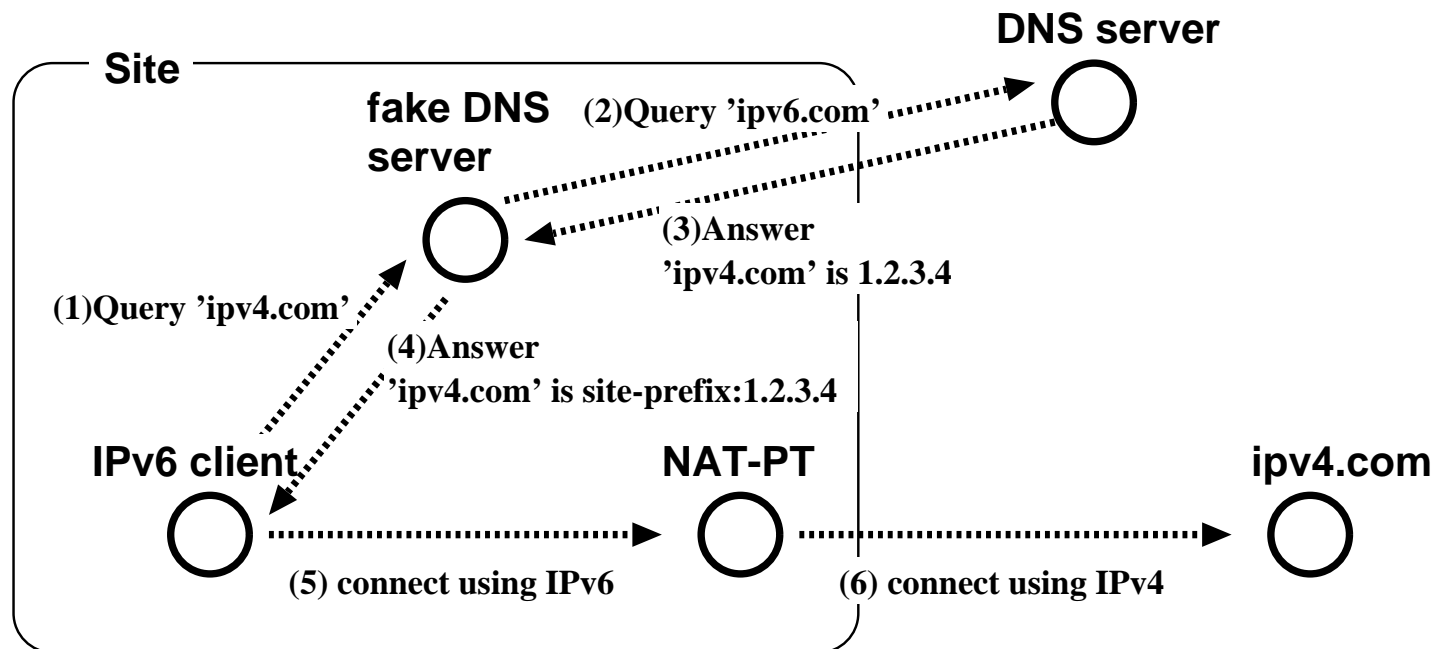 DNS server
Site
fake DNS
server
(2)Query ’ipv6.com’
(3)Answer
’ipv4.com’ is 1.2.3.4
(1)Query ’ipv4.com’
(4)Answer
’ipv4.com’ is site-prefix:1.2.3.4
IPv6 client
NAT-PT
ipv4.com
(5) connect using IPv6
(6) connect using IPv4